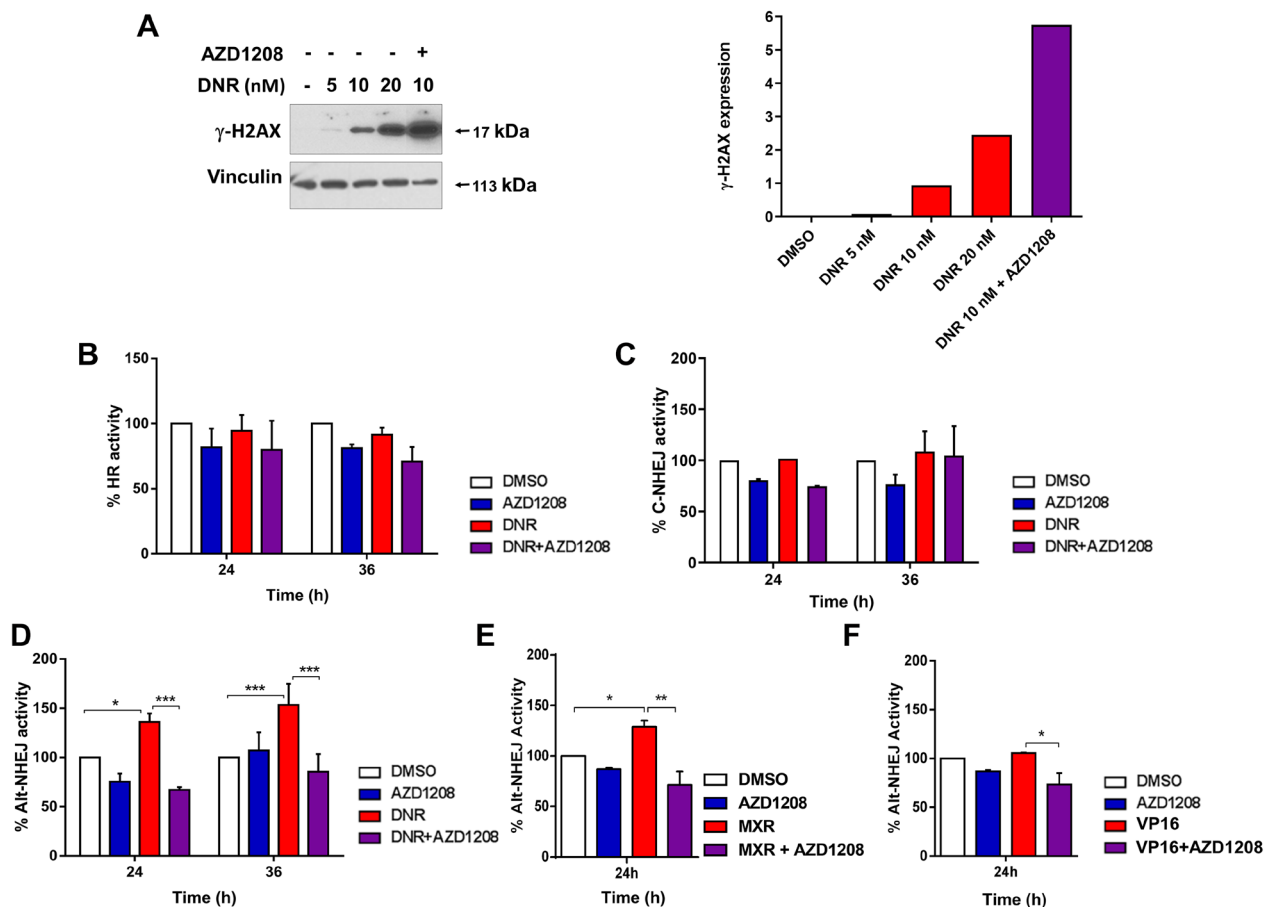 A
AZD1208 - - - - +
DNR (nM) - 5 10 20 10
γ-H2AX
←17 kDa
Vinculin
←113 kDa
γ-H2AX expression
6
5
4
3
2
1
0
DMSO
DNR 5 nM
DNR 10 nM
DNR 20 nM
DNR 10 nM + AZD1208
B
% HR activity
150
100
50
0
24 36
Time (h)
DMSO
AZD1208
DNR
DNR+AZD1208
C
% C-NHEJ activity
200
150
100
50
0
24 36
Time (h)
DMSO
AZD1208
DNR
DNR+AZD1208
D
% Alt-NHEJ activity
200
150
100
50
0
* *** *** ***
24 36
Time (h)
DMSO
AZD1208
DNR
DNR+AZD1208
E
% Alt-NHEJ Activity
200
150
100
50
0
* **
24h
Time (h)
DMSO
AZD1208
MXR
MXR + AZD1208
F
% Alt-NHEJ Activity
200
150
100
50
0
*
24h
Time (h)
DMSO
AZD1208
VP16
VP16+AZD1208